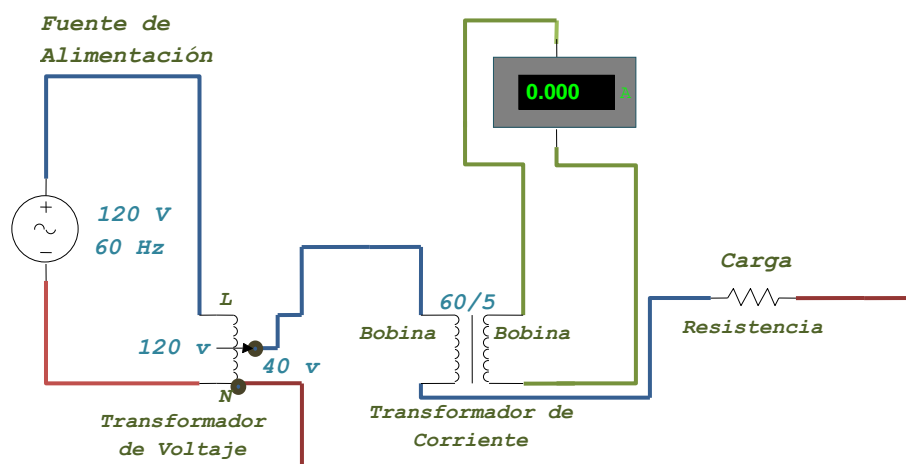 Fuente de
Alimentación
0.000 A
120 V
60 Hz
Carga
L
60/5
Bobina
Bobina
Resistencia
120 v
40 v
N
Transformador
de Voltaje
Transformador de
Corriente